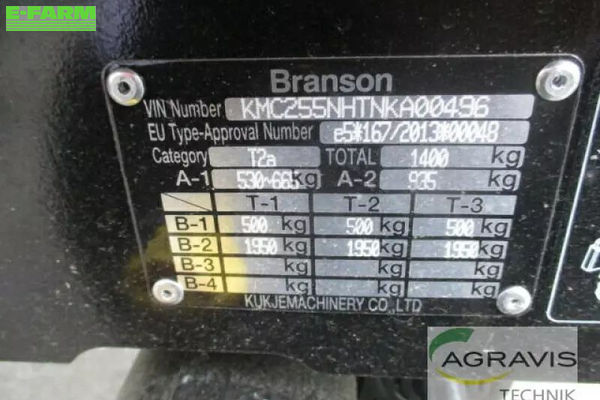 E-FARM
Branson
VIN Number KMC255NHTNKA00496
EU Type-Approval Number e5*167/2013*00048
Category T2a TOTAL 1400 kg
A-1 530~665 kg A-2 935 kg
T-1 T-2 T-3
B-1 500 kg 500 kg 500 kg
B-2 1950 kg 1950 kg 1950 kg
B-3 kg kg kg
B-4 kg kg kg
KUKJEMACHINERY CO.,LTD
AGRAVIS
TECHNIK